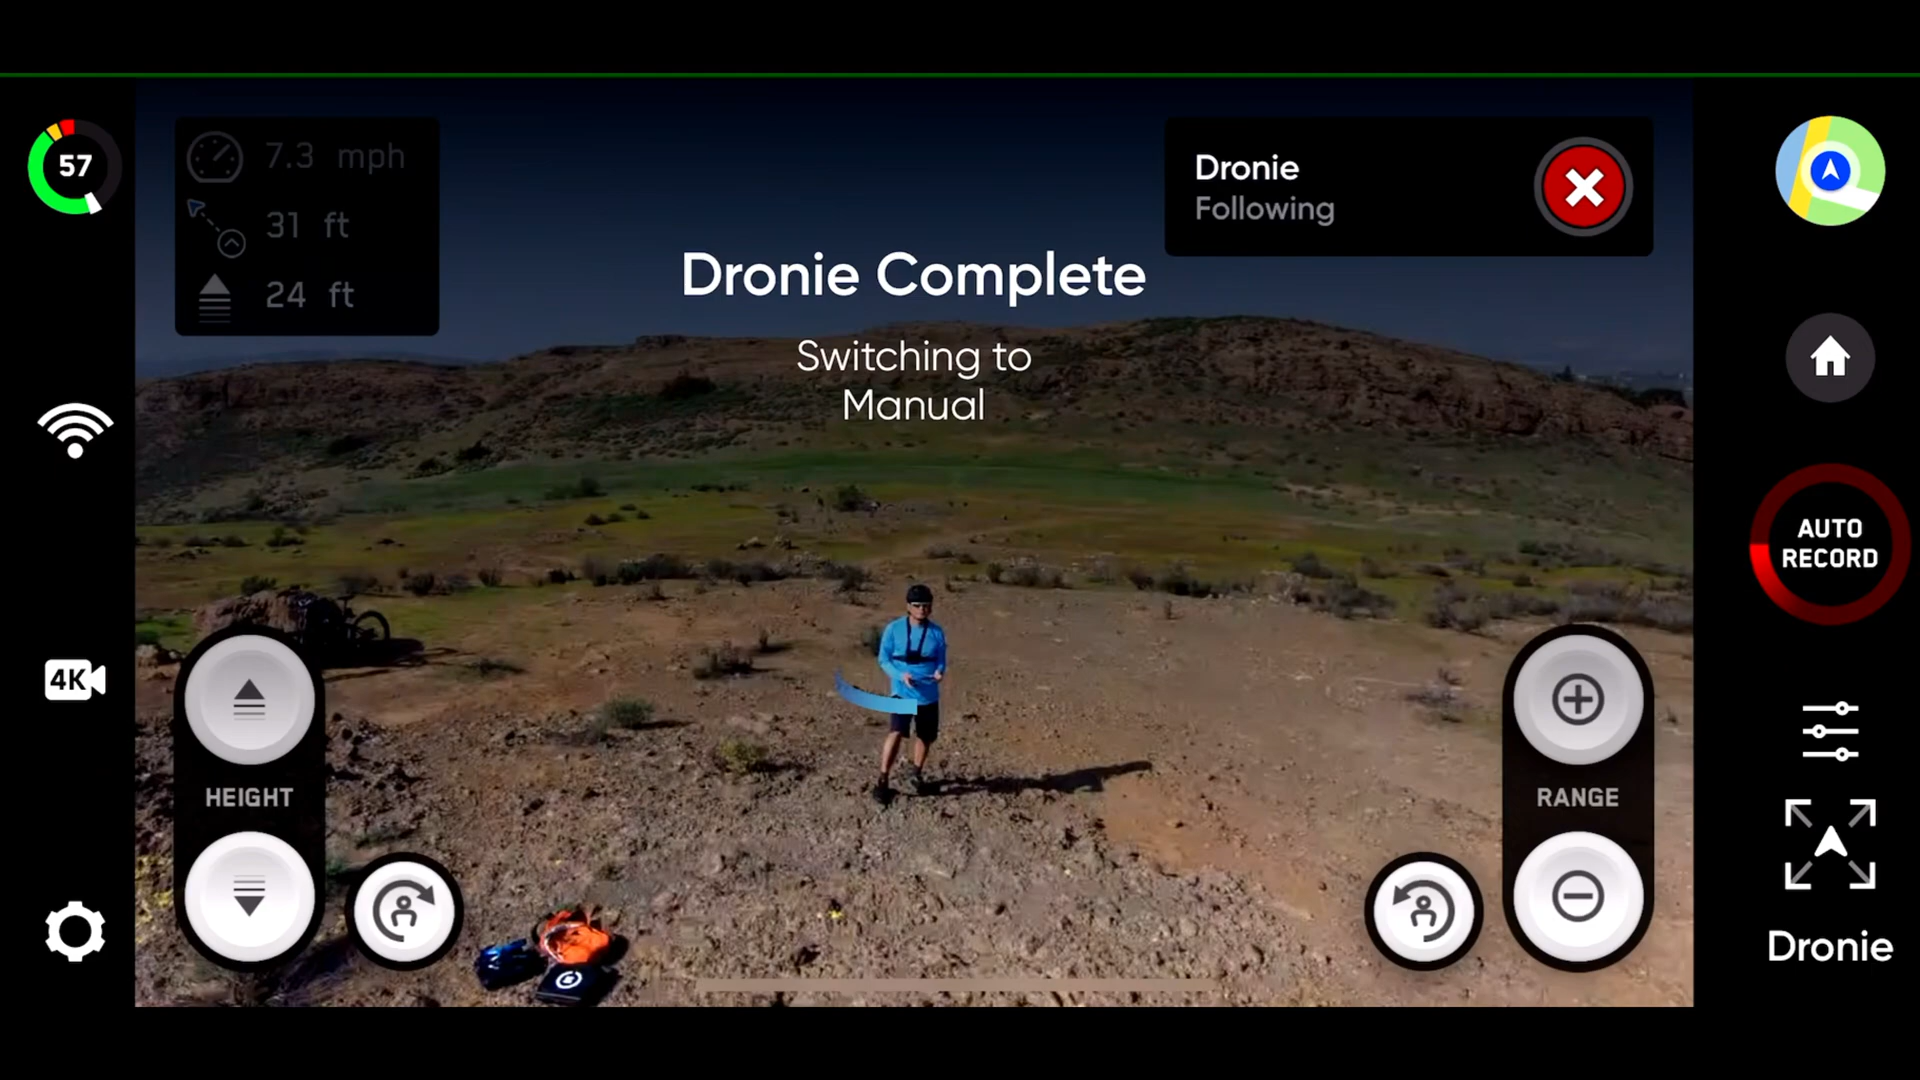 57
7.3 mph
31 ft
24 ft
Dronie
Following
Dronie Complete
Switching to
Manual
AUTO
RECORD
4K
HEIGHT
RANGE
Dronie